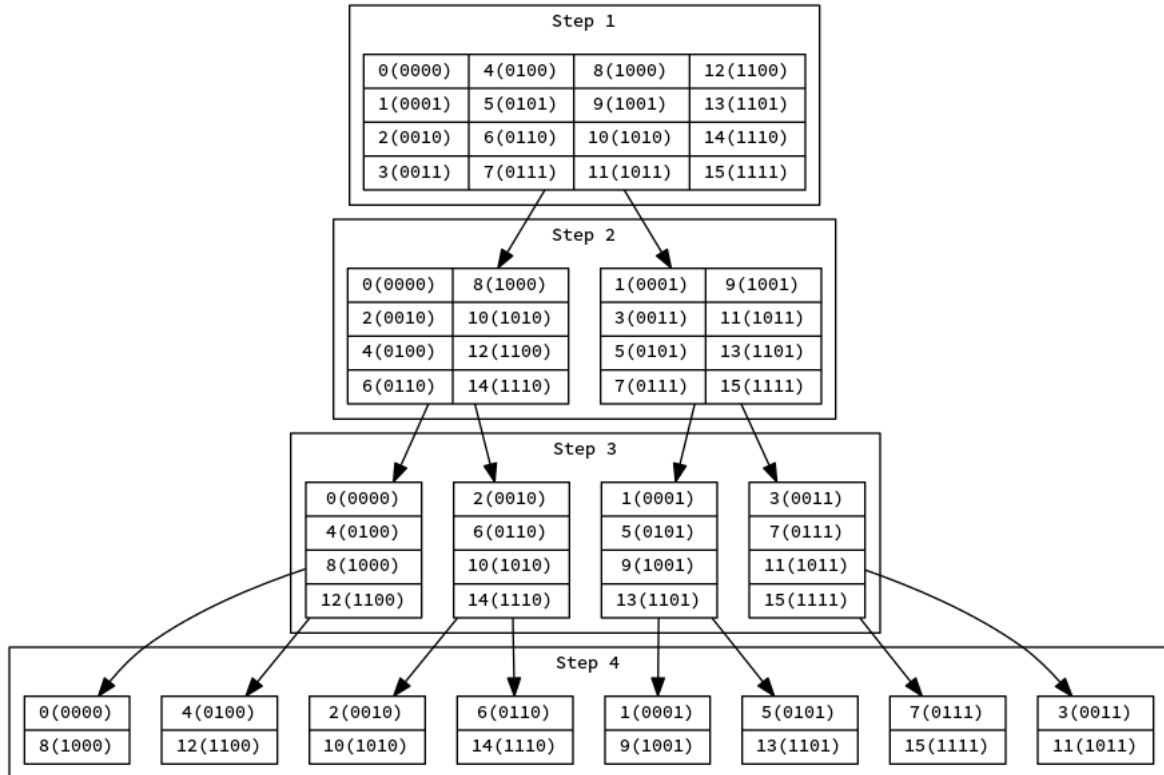 Step 1
0(0000) 4(0100) 8(1000) 12(1100)
1(0001) 5(0101) 9(1001) 13(1101)
2(0010) 6(0110) 10(1010) 14(1110)
3(0011) 7(0111) 11(1011) 15(1111)
Step 2
0(0000) 8(1000) 1(0001) 9(1001)
2(0010) 10(1010) 3(0011) 11(1011)
4(0100) 12(1100) 5(0101) 13(1101)
6(0110) 14(1110) 7(0111) 15(1111)
Step 3
0(0000) 2(0010) 1(0001) 3(0011)
4(0100) 6(0110) 5(0101) 7(0111)
8(1000) 10(1010) 9(1001) 11(1011)
12(1100) 14(1110) 13(1101) 15(1111)
Step 4
0(0000) 4(0100) 2(0010) 6(0110) 1(0001) 5(0101) 7(0111) 3(0011)
8(1000) 12(1100) 10(1010) 14(1110) 9(1001) 13(1101) 15(1111) 11(1011)